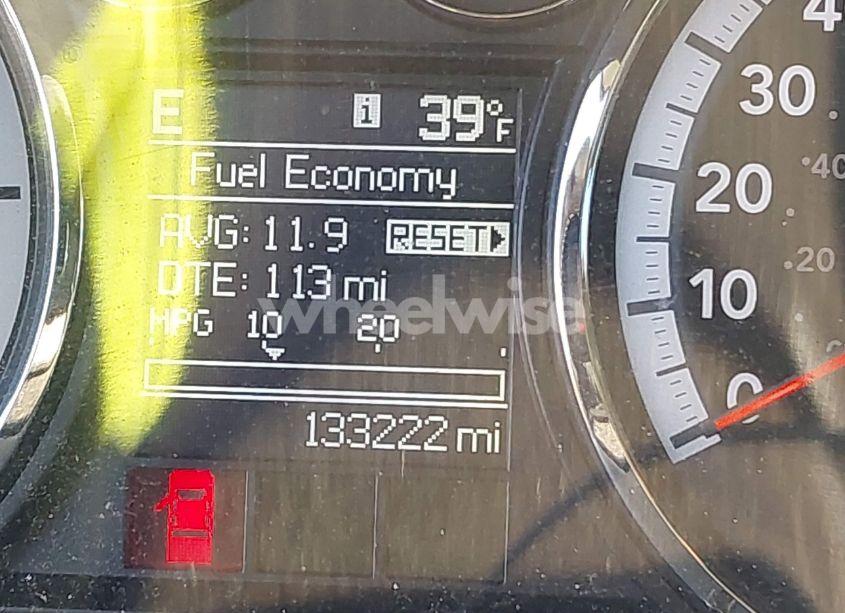 E i 39°F
Fuel Economy
AVG: 11.9 RESET
DTE: 113 mi
MPG 10 20
133222 mi
40
30
20
10
0
40
20
wheelwise